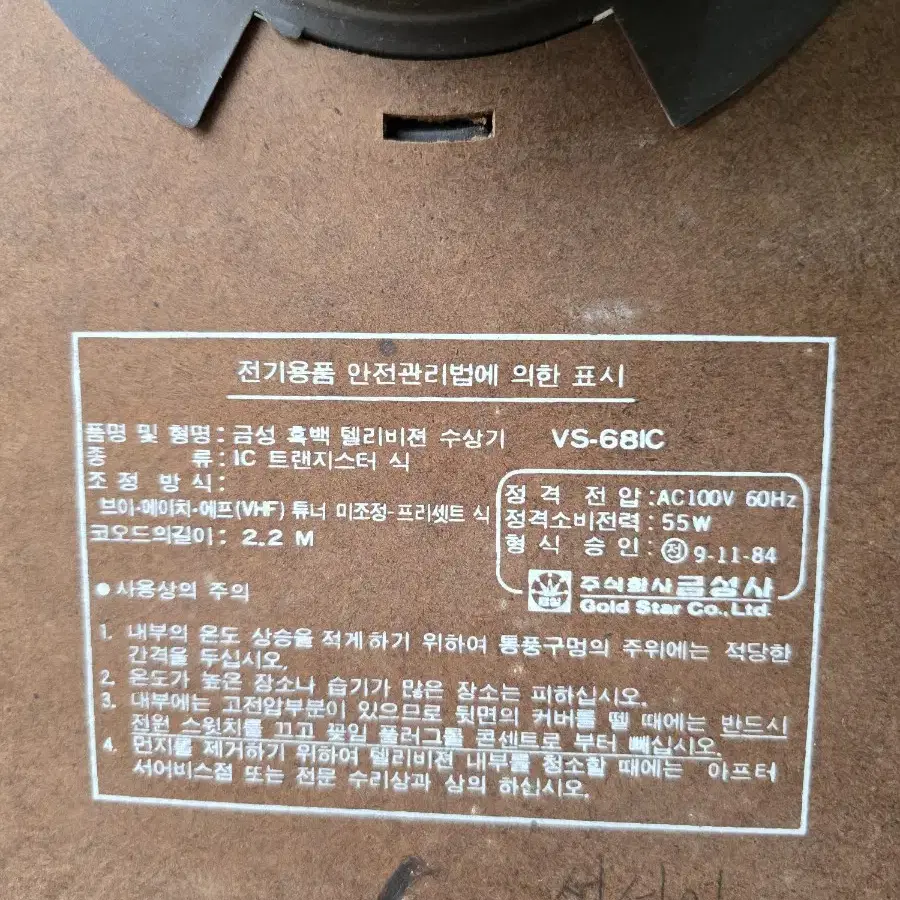 전기용품 안전관리법에 의한 표시
품명 및 형명: 금성 흑백 텔리비젼 수상기 VS-68IC
종 류: IC 트랜지스터 식
조 정 방 식:
브이·에이치·에프(VHF) 튜너 미조정·프리셋트 식
코오드의길이: 2.2 M
정 격 전 압: AC100V 60Hz
정격소비전력: 55W
형 식 승 인: 전 9-11-84
금성 주식회사 금성사
Gold Star Co., Ltd.
● 사용상의 주의
1. 내부의 온도 상승을 적게하기 위하여 통풍구멍의 주위에는 적당한
간격을 두십시오.
2. 온도가 높은 장소나 습기가 많은 장소는 피하십시오.
3. 내부에는 고전압부분이 있으므로 뒷면의 커버를 뗄 때에는 반드시
전원 스윗치를 끄고 꽂임 플러그를 콘센트로 부터 빼십시오.
4. 먼지를 제거하기 위하여 텔리비젼 내부를 청소할 때에는 아프터
서어비스점 또는 전문 수리상과 상의 하십시오.